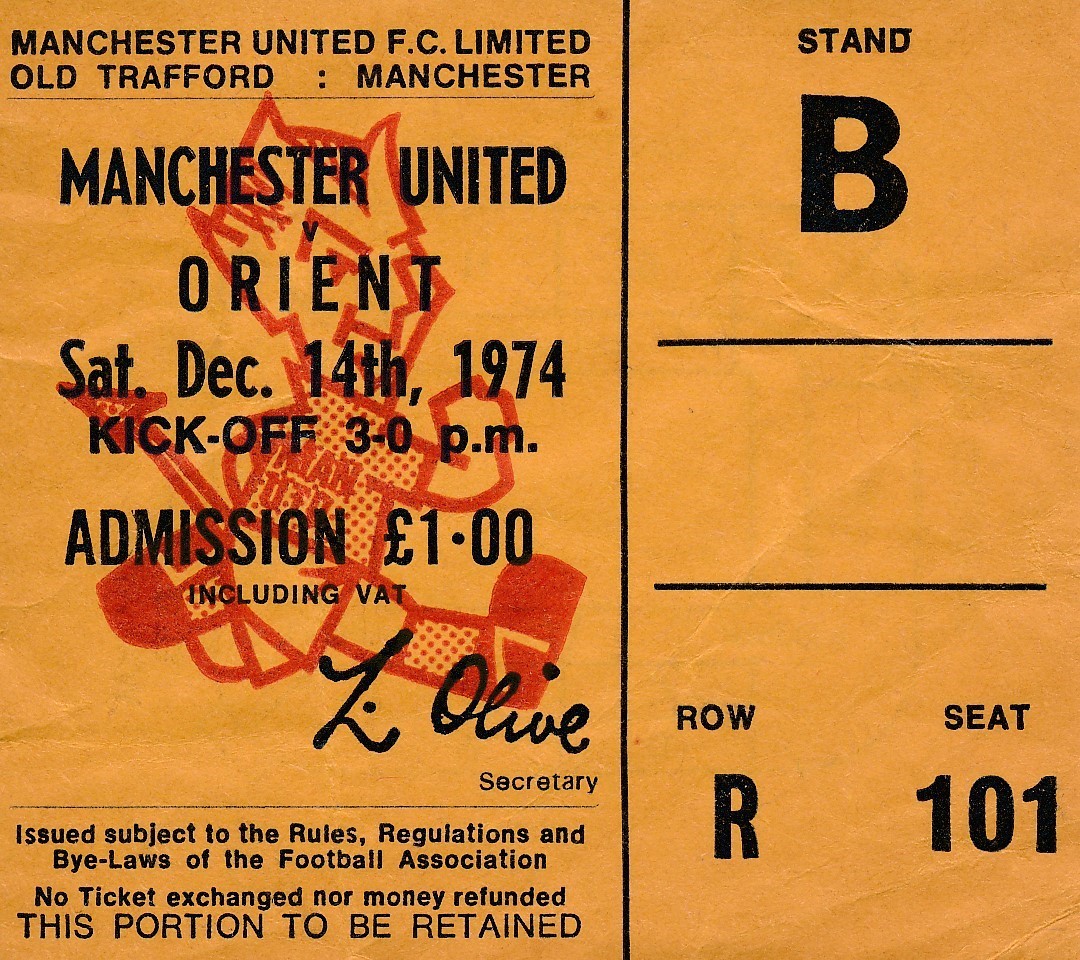 MANCHESTER UNITED F.C. LIMITED
OLD TRAFFORD : MANCHESTER
MANCHESTER UNITED
v
ORIENT
Sat. Dec. 14th, 1974
KICK-OFF 3-0 p.m.
MAN
UTD
ADMISSION £1·00
INCLUDING VAT
L. Olive
Secretary
Issued subject to the Rules, Regulations and
Bye-Laws of the Football Association
No Ticket exchanged nor money refunded
THIS PORTION TO BE RETAINED
STAND
B
ROW SEAT
R 101